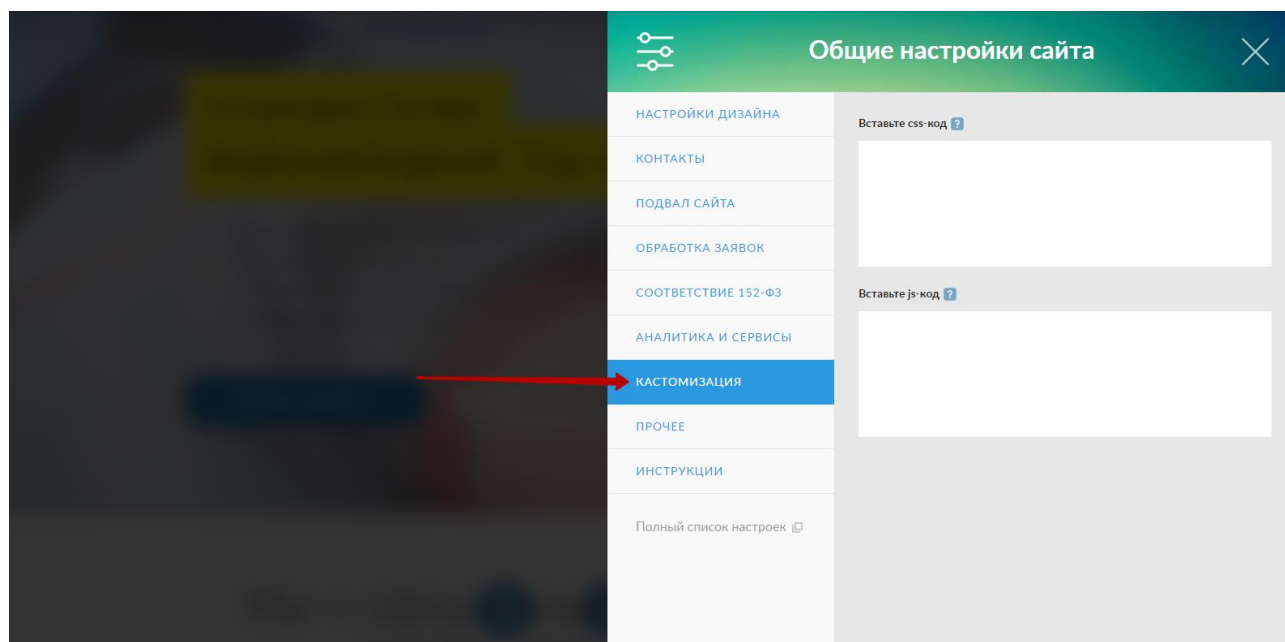 Общие настройки сайта
НАСТРОЙКИ ДИЗАЙНА
КОНТАКТЫ
ПОДВАЛ САЙТА
ОБРАБОТКА ЗАЯВОК
СООТВЕТСТВИЕ 152-ФЗ
АНАЛИТИКА И СЕРВИСЫ
КАСТОМИЗАЦИЯ
ПРОЧЕЕ
ИНСТРУКЦИИ
Полный список настроек
Вставьте css-код ?
Вставьте js-код ?